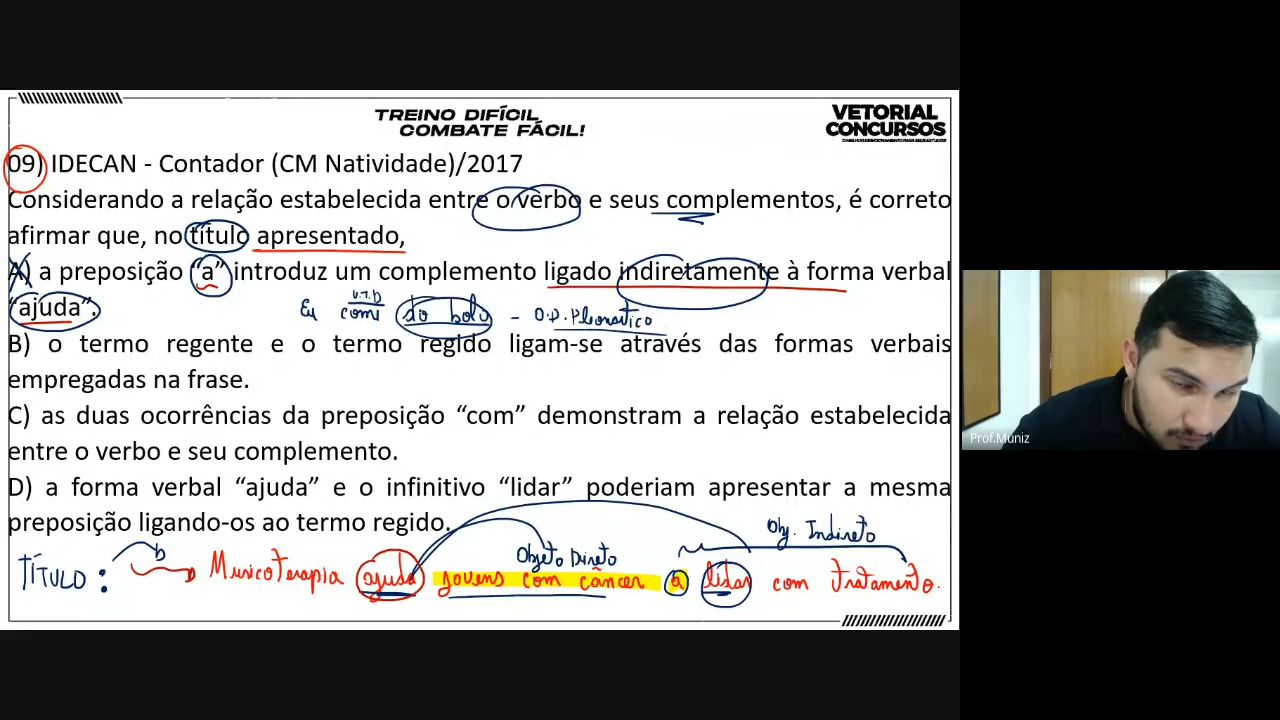 TREINO DIFÍCIL
COMBATE FÁCIL!
VETORIAL
CONCURSOS
09) IDECAN - Contador (CM Natividade)/2017
Considerando a relação estabelecida entre o verbo e seus complementos, é correto
afirmar que, no título apresentado,
A) a preposição “a” introduz um complemento ligado indiretamente à forma verbal
“ajuda”.
V.T.D
Eu comi do bolo - O.D. Pleonástico
B) o termo regente e o termo regido ligam-se através das formas verbais
empregadas na frase.
C) as duas ocorrências da preposição “com” demonstram a relação estabelecida
entre o verbo e seu complemento.
D) a forma verbal “ajuda” e o infinitivo “lidar” poderiam apresentar a mesma
preposição ligando-os ao termo regido.
Obj. Indireto
Objeto Direto
TÍTULO: Musicoterapia ajuda jovens com câncer a lidar com tratamento.
Prof.Muniz